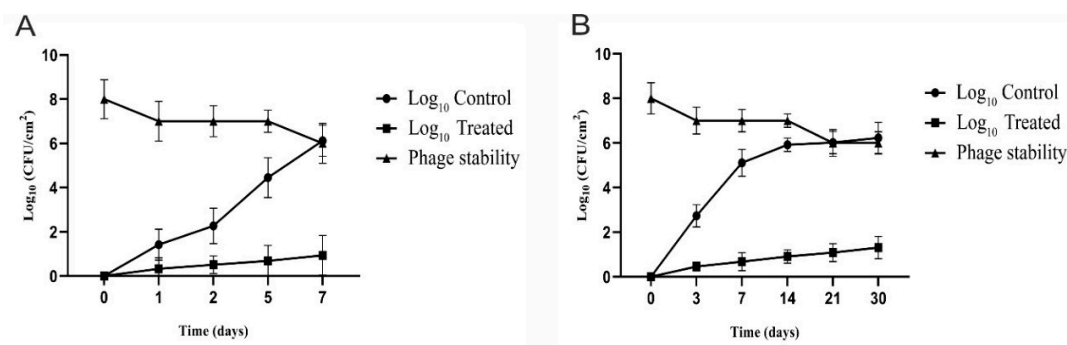 A
10
8
6
4
2
0
Log₁₀ (CFU/cm²)
0 1 2 5 7
Time (days)
Log₁₀ Control
Log₁₀ Treated
Phage stability
B
10
8
6
4
2
0
Log₁₀ (CFU/cm²)
0 3 7 14 21 30
Time (days)
Log₁₀ Control
Log₁₀ Treated
Phage stability